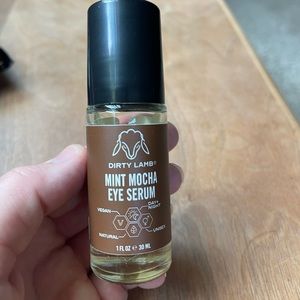 DIRTY LAMB®
MINT MOCHA
EYE SERUM
VEGAN
DAY+
NIGHT
NATURAL
UNISEX
1 FL OZ ≈ 30 ML